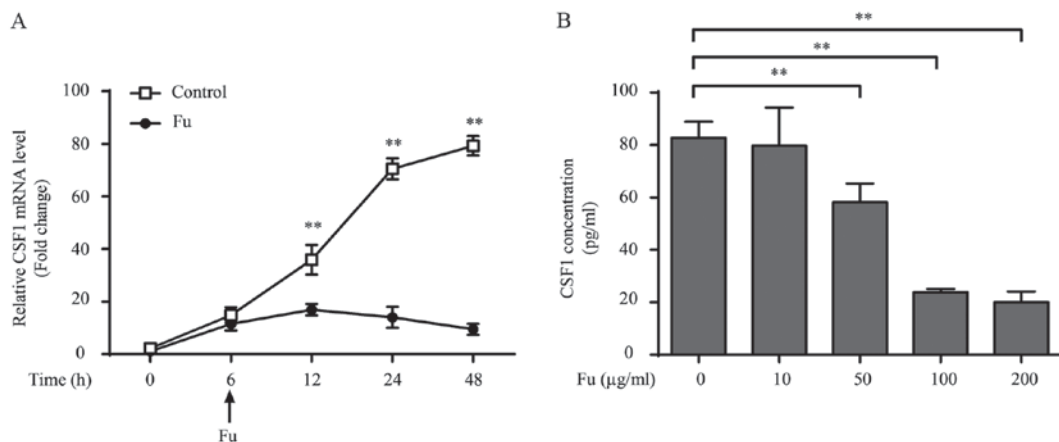 A
Control
Fu
Relative CSF1 mRNA level
(Fold change)
100
80
60
40
20
0
**
**
**
Time (h) 0 6 12 24 48
Fu
B
**
**
**
CSF1 concentration
(pg/ml)
100
80
60
40
20
0
Fu (μg/ml) 0 10 50 100 200